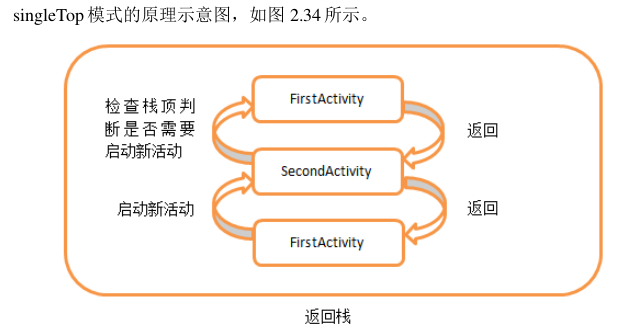 singleTop 模式的原理示意图，如图 2.34 所示。
检查栈顶判
断是否需要
启动新活动
FirstActivity
返回
SecondActivity
启动新活动
返回
FirstActivity
返回栈